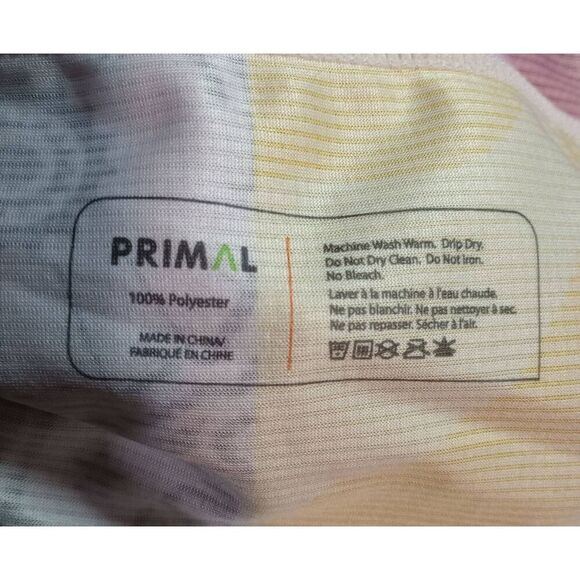 PRIMAL
100% Polyester
MADE IN CHINA/
FABRIQUÉ EN CHINE
Machine Wash Warm. Drip Dry.
Do Not Dry Clean. Do Not Iron.
No Bleach.
Laver à la machine à l'eau chaude.
Ne pas blanchir. Ne pas nettoyer à sec.
Ne pas repasser. Sécher à l'air.